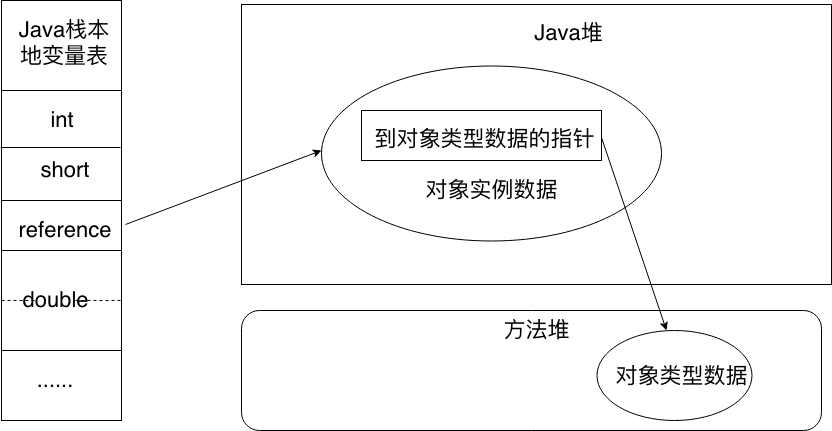 Java栈本
地变量表
int
short
reference
double
......
Java堆
到对象类型数据的指针
对象实例数据
方法堆
对象类型数据